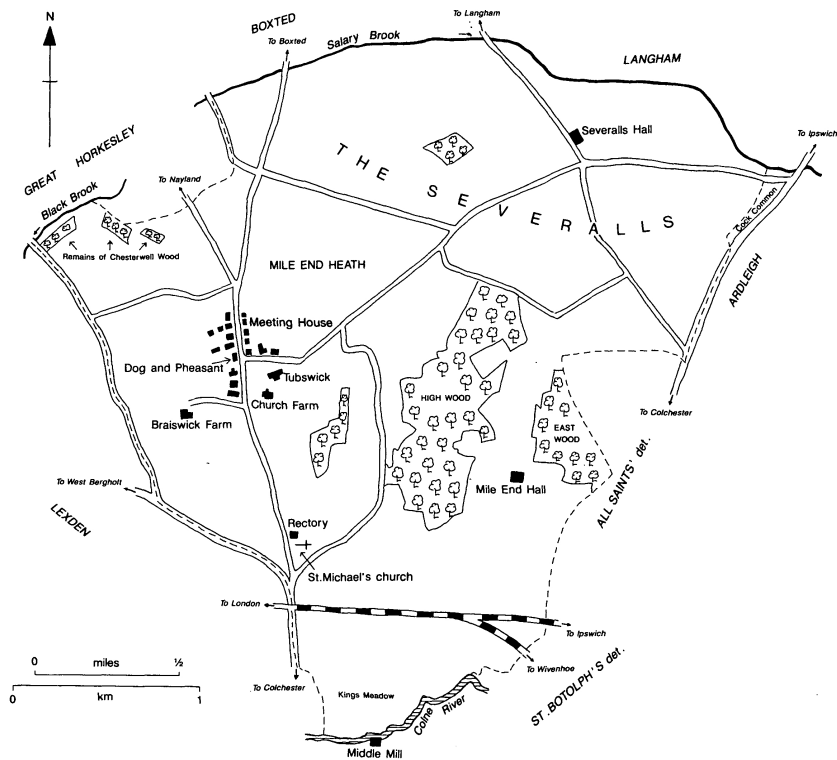 N
BOXTED
To Boxted
Salary Brook
To Langham
LANGHAM
To Ipswich
Severalls Hall
THE SEVERALLS
GREAT HORKESLEY
Black Brook
To Nayland
Cock Common
Remains of Chesterwell Wood
MILE END HEATH
ARDLEIGH
Meeting House
Dog and Pheasant
Tubswick
HIGH WOOD
To Colchester
Church Farm
Braiswick Farm
EAST
WOOD
ALL SAINTS' det.
To West Bergholt
Mile End Hall
LEXDEN
Rectory
St.Michael's church
To London
To Ipswich
To Wivenhoe
ST. BOTOLPH'S det.
0 miles ½
To Colchester
Kings Meadow
0 km 1
Colne River
Middle Mill